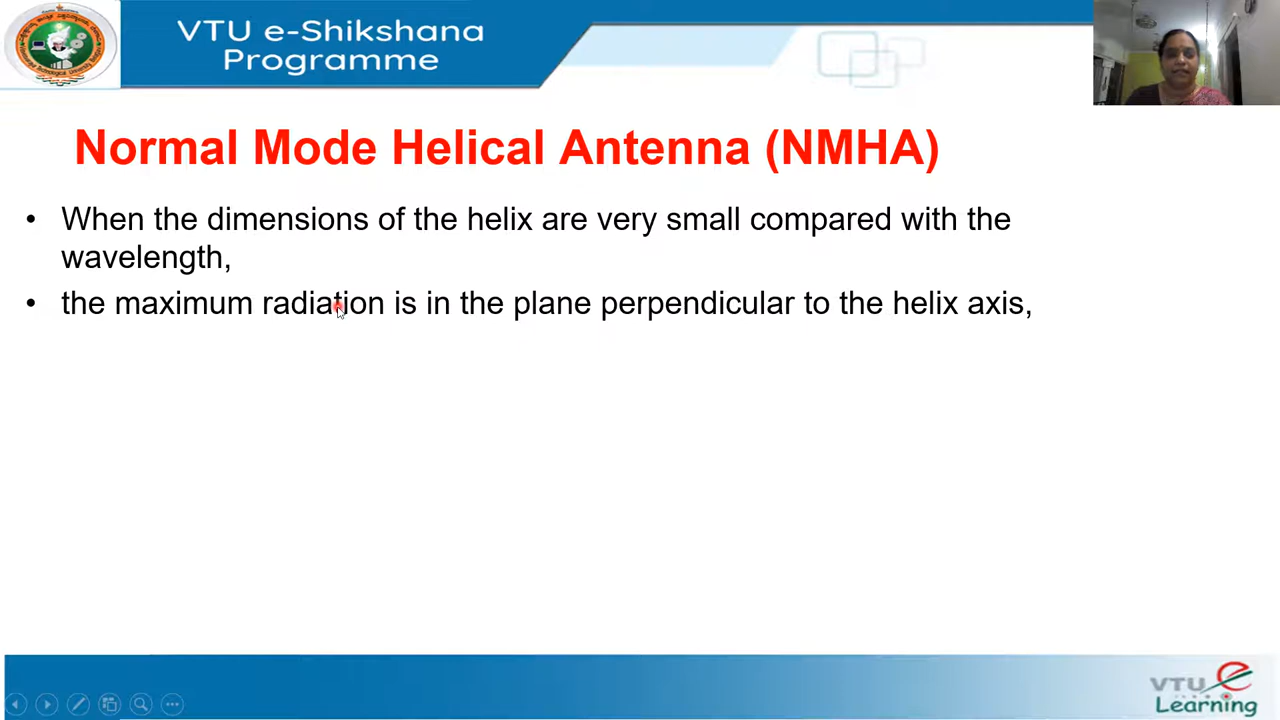 VTU e-Shikshana
Programme
Normal Mode Helical Antenna (NMHA)
• When the dimensions of the helix are very small compared with the
wavelength,
• the maximum radiation is in the plane perpendicular to the helix axis,
VTU e
Learning